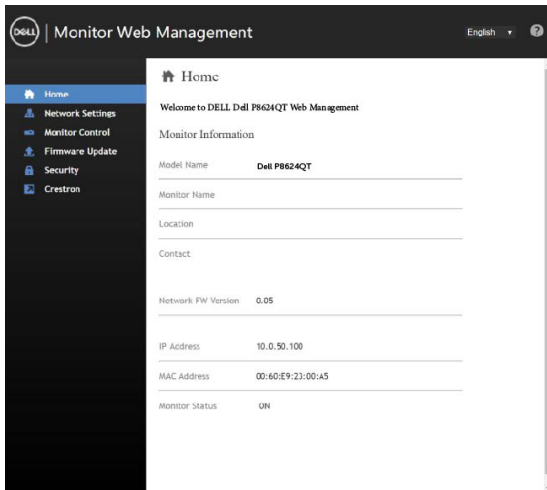 DELL | Monitor Web Management
English
?
Home
Network Settings
Monitor Control
Firmware Update
Security
Crestron
Home
Welcome to DELL Dell P8624QT Web Management
Monitor Information
Model Name Dell P8624QT
Monitor Name
Location
Contact
Network FW Version 0.05
IP Address 10.0.50.100
MAC Address 00:60:E9:23:00:A5
Monitor Status ON